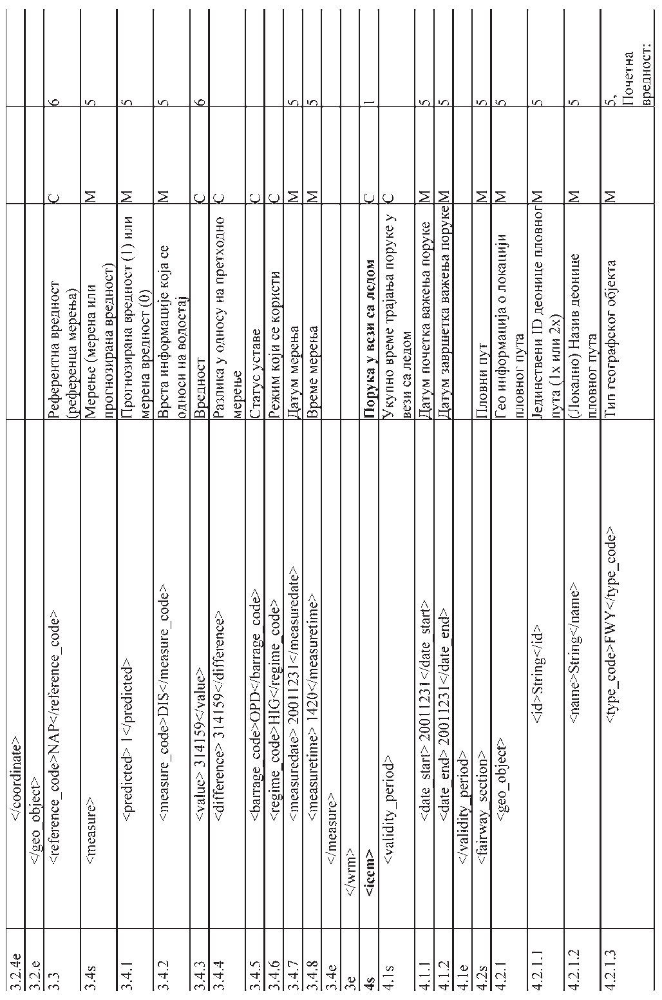 3.2.4e </coordinate>
3.2.e </geo_object>
3.3 <reference_code>NAP</reference_code> Референтна вредност C 6
(референца мерења)
3.4s <measure> Мерење (мерена или M 5
прогнозирана вредност)
3.4.1 <predicted> 1</predicted> Прогнозирана вредност (1) или M 5
мерена вредност (0)
3.4.2 <measure_code>DIS</measure_code> Врста информације која се M 5
односи на водостај
3.4.3 <value> 314159</value> Вредност C 6
3.4.4 <difference> 314159</difference> Разлика у односу на претходно C
мерење
3.4.5 <barrage_code>OPD</barrage_code> Статус уставе C
3.4.6 <regime_code>HIG</regime_code> Режим који се користи C
3.4.7 <measuredate> 20011231</measuredate> Датум мерења M 5
3.4.8 <measuretime> 1420</measuretime> Време мерења M 5
3.4e </measure>
3e </wrm>
4s <icem> Порука у вези са ледом C 1
4.1s <validity_period> Укупно време трајања поруке у C
вези са ледом
4.1.1 <date_start> 20011231</date_start> Датум почетка важења поруке M 5
4.1.2 <date_end> 20011231</date_end> Датум завршетка важења поруке M 5
4.1e </validity_period>
4.2s <fairway_section> Пловни пут M 5
4.2.1 <geo_object> Гео информација о локацији M 5
пловног пута
4.2.1.1 <id>String</id> Јединствени ID деонице пловног M 5
пута (1x или 2x)
4.2.1.2 <name>String</name> (Локално) Назив деонице M 5
пловног пута
4.2.1.3 <type_code>FWY</type_code> Тип географског објекта M 5,
Почетна
вредност: